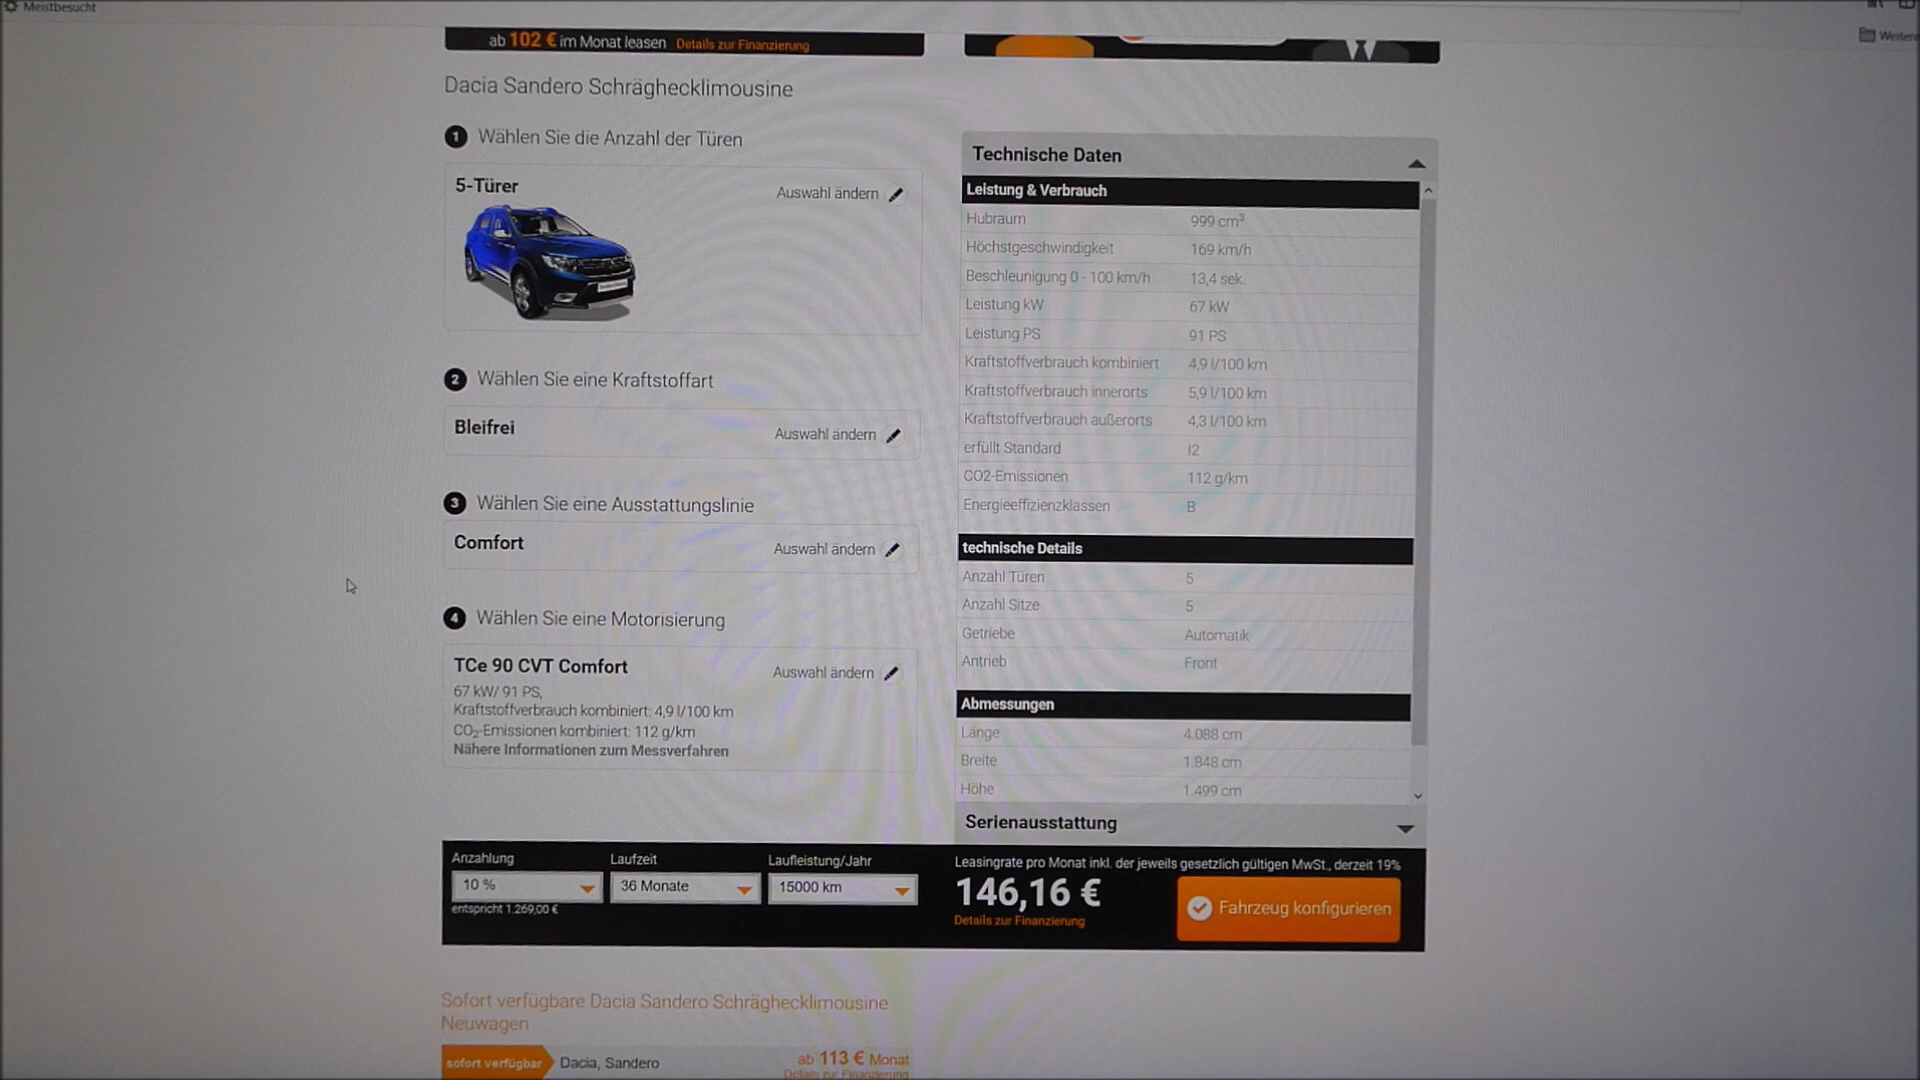 Meistbesucht
Weitere
ab 102 € im Monat leasen Details zur Finanzierung
Dacia Sandero Schräghecklimousine
1 Wählen Sie die Anzahl der Türen
5-Türer
Auswahl ändern
2 Wählen Sie eine Kraftstoffart
Bleifrei
Auswahl ändern
3 Wählen Sie eine Ausstattungslinie
Comfort
Auswahl ändern
4 Wählen Sie eine Motorisierung
TCe 90 CVT Comfort
Auswahl ändern
67 kW/ 91 PS,
Kraftstoffverbrauch kombiniert: 4,9 l/100 km
CO₂-Emissionen kombiniert: 112 g/km
Nähere Informationen zum Messverfahren
Technische Daten
Leistung & Verbrauch
Hubraum 999 cm³
Höchstgeschwindigkeit 169 km/h
Beschleunigung 0 - 100 km/h 13,4 sek.
Leistung kW 67 kW
Leistung PS 91 PS
Kraftstoffverbrauch kombiniert 4,9 l/100 km
Kraftstoffverbrauch innerorts 5,9 l/100 km
Kraftstoffverbrauch außerorts 4,3 l/100 km
erfüllt Standard I2
CO2-Emissionen 112 g/km
Energieeffizienzklassen B
technische Details
Anzahl Türen 5
Anzahl Sitze 5
Getriebe Automatik
Antrieb Front
Abmessungen
Länge 4.088 cm
Breite 1.848 cm
Höhe 1.499 cm
Serienausstattung
Anzahlung
10 %
entspricht 1.269,00 €
Laufzeit
36 Monate
Laufleistung/Jahr
15000 km
Leasingrate pro Monat inkl. der jeweils gesetzlich gültigen MwSt., derzeit 19%
146,16 €
Details zur Finanzierung
Fahrzeug konfigurieren
Sofort verfügbare Dacia Sandero Schräghecklimousine
Neuwagen
sofort verfügbar
Dacia, Sandero
ab 113 € Monat
Details zur Finanzierung